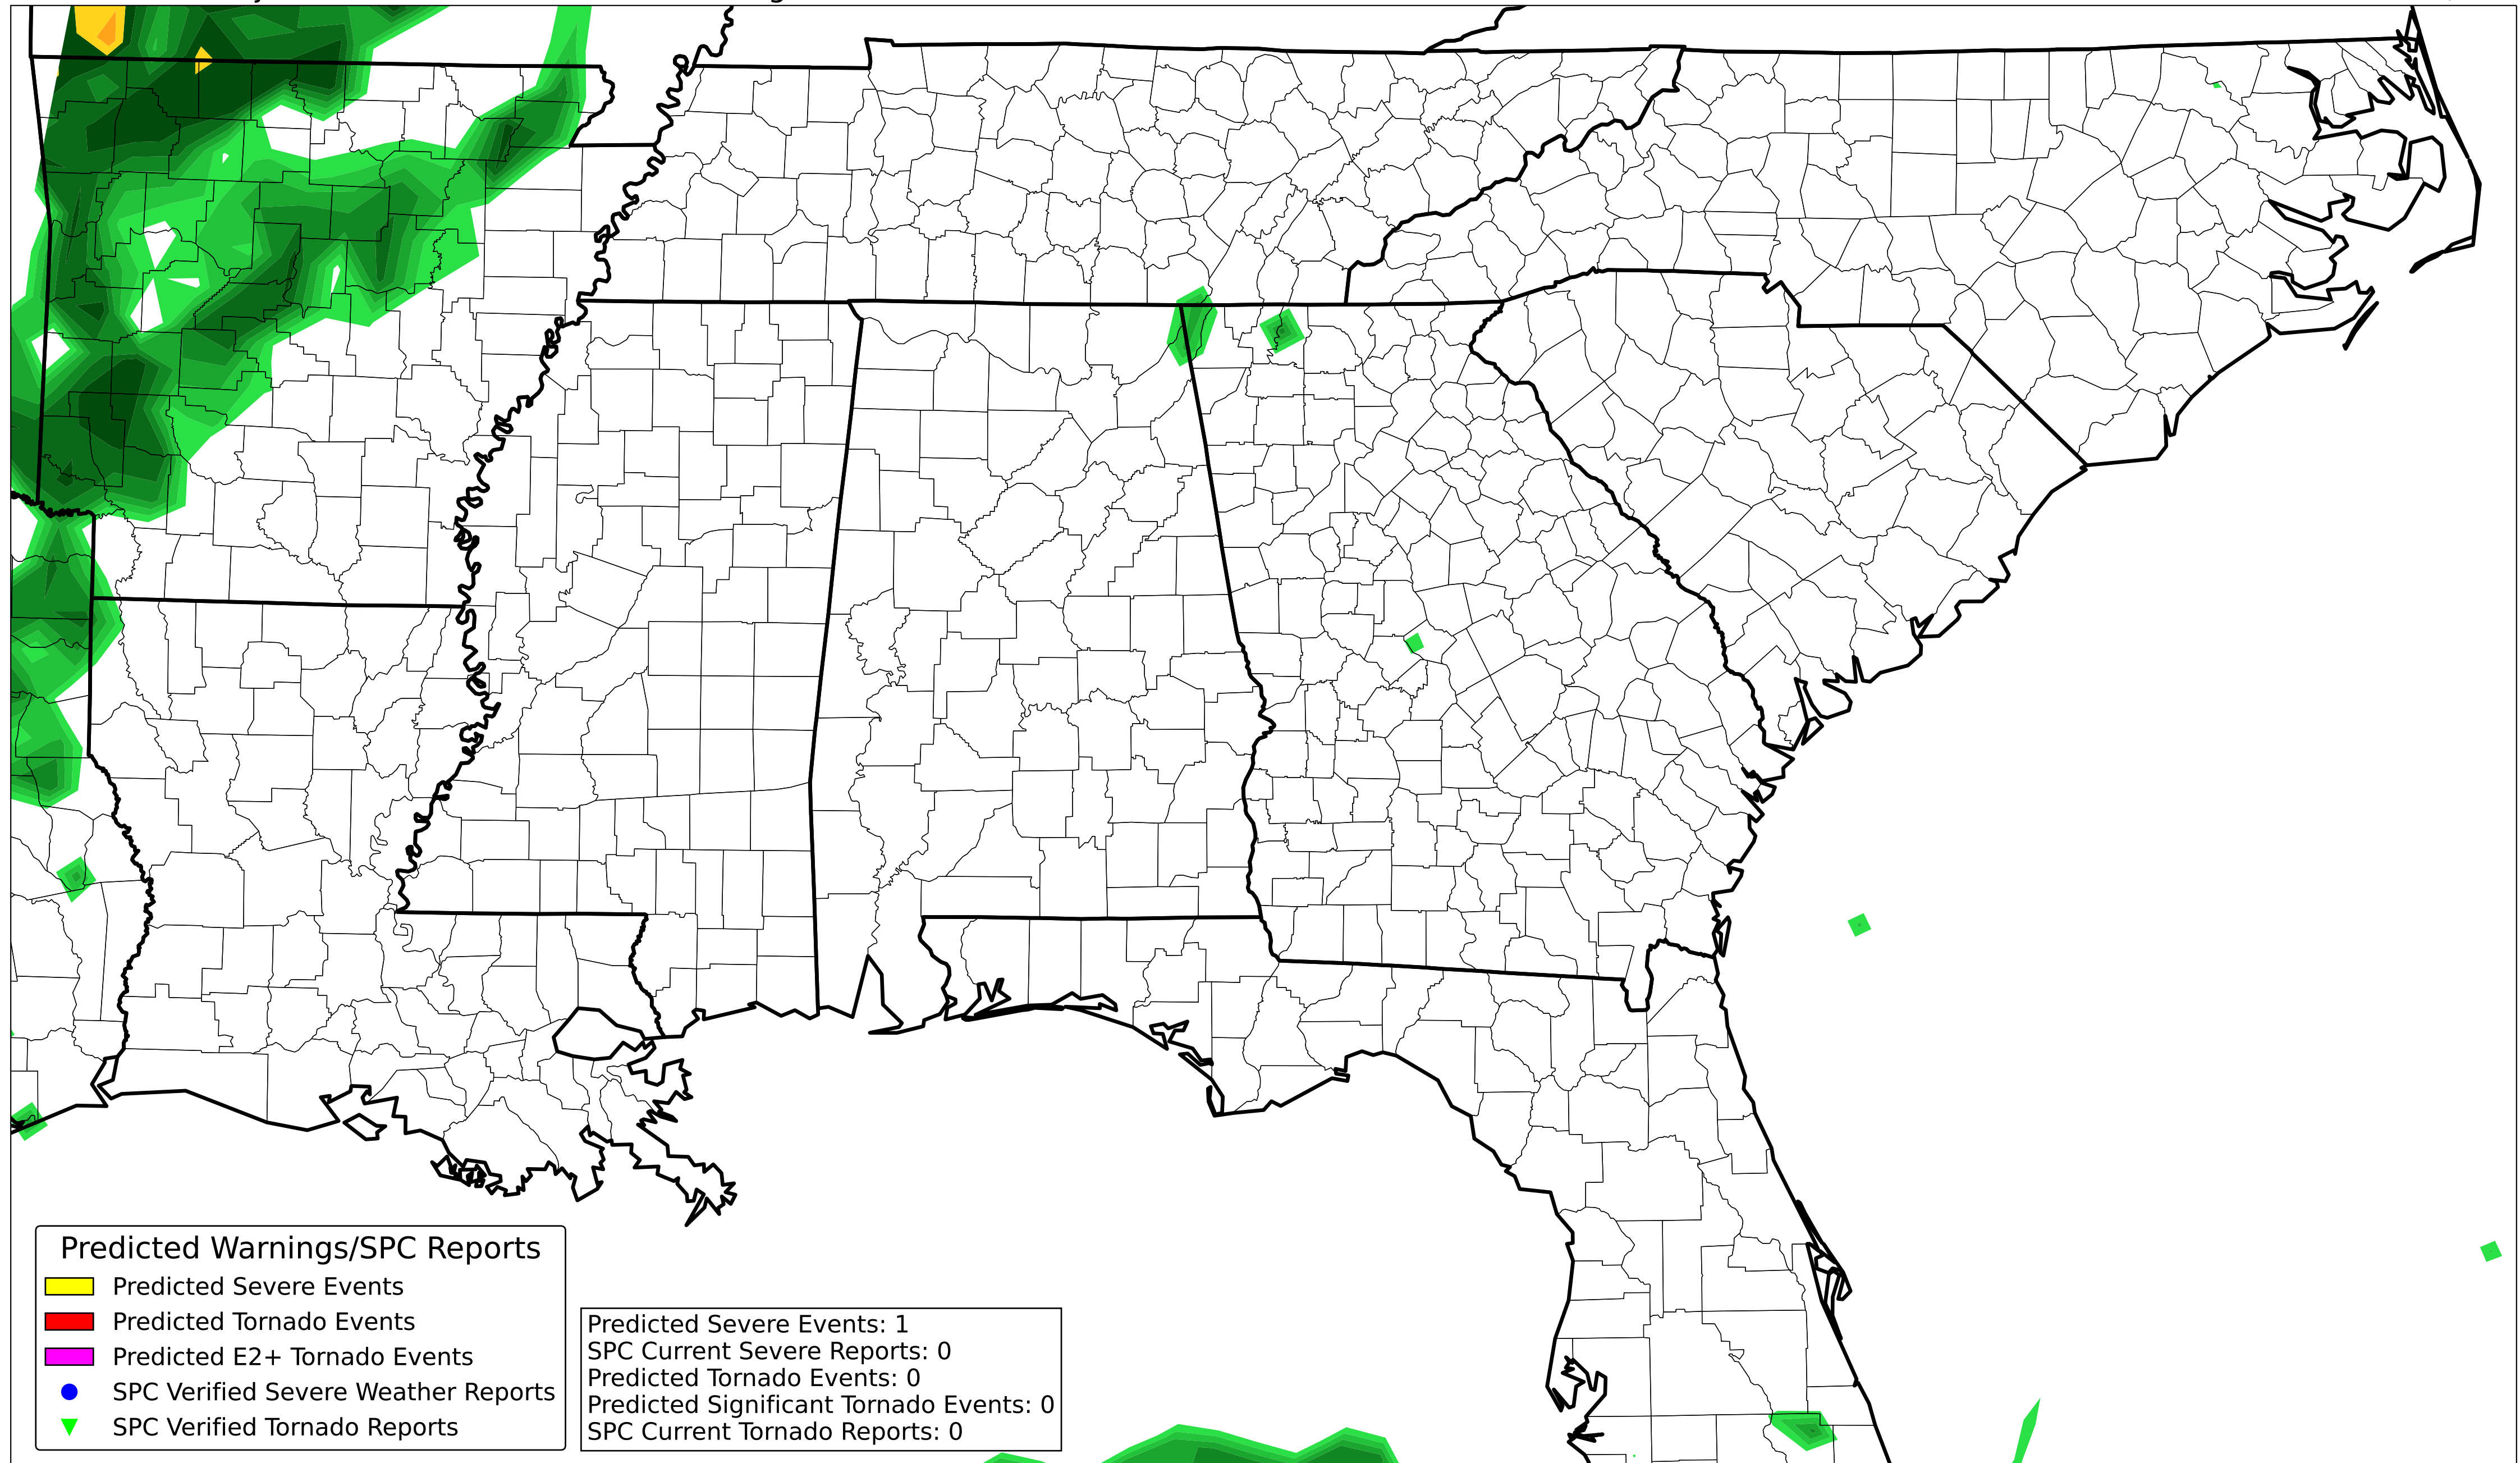 Predicted Warnings/SPC Reports
Predicted Severe Events
Predicted Tornado Events
Predicted E2+ Tornado Events
SPC Verified Severe Weather Reports
SPC Verified Tornado Reports
Predicted Severe Events: 1
SPC Current Severe Reports: 0
Predicted Tornado Events: 0
Predicted Significant Tornado Events: 0
SPC Current Tornado Reports: 0